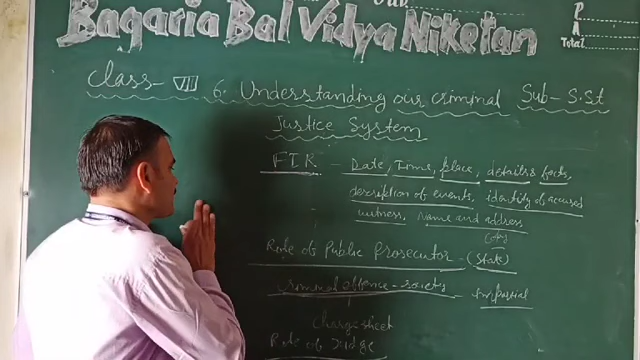 Bagaria Bal Vidya Niketan
P
A
Total
Class - VII 6. Understanding our criminal Sub - S.St
Justice System
FIR - Date, Time, place, details & facts,
description of events, identity of accused
witness, Name and address
Role of Public Prosecutor - (State)
criminal offence - society Impartial
Charge-sheet
Role of Judge